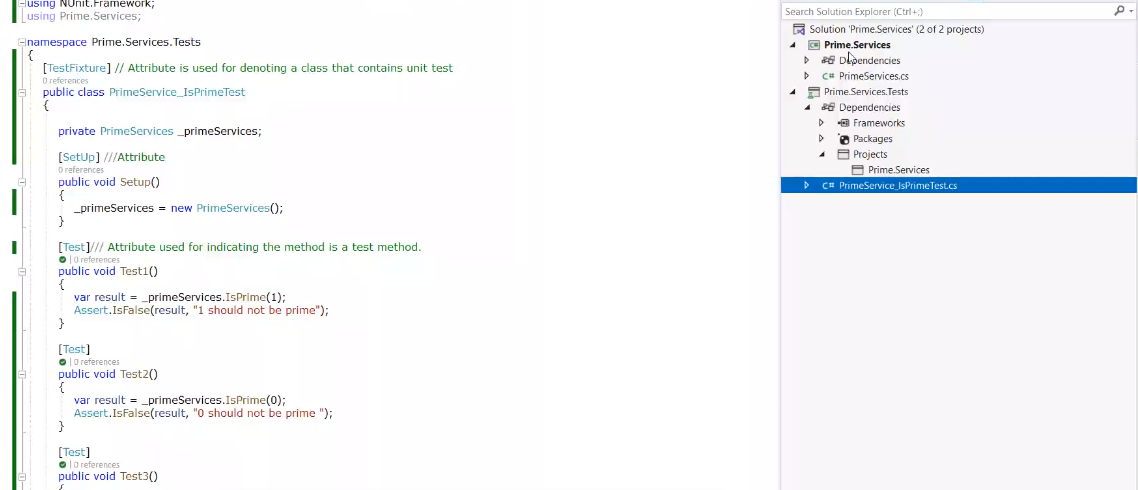 using NUnit.Framework;
using Prime.Services;
namespace Prime.Services.Tests
{
[TestFixture] // Attribute is used for denoting a class that contains unit test
0 references
public class PrimeService_IsPrimeTest
{
private PrimeServices _primeServices;
[SetUp] ///Attribute
0 references
public void Setup()
{
_primeServices = new PrimeServices();
}
[Test]/// Attribute used for indicating the method is a test method.
| 0 references
public void Test1()
{
var result = _primeServices.IsPrime(1);
Assert.IsFalse(result, "1 should not be prime");
}
[Test]
| 0 references
public void Test2()
{
var result = _primeServices.IsPrime(0);
Assert.IsFalse(result, "0 should not be prime ");
}
[Test]
| 0 references
public void Test3()
{
Search Solution Explorer (Ctrl+;)
Solution 'Prime.Services' (2 of 2 projects)
Prime.Services
Dependencies
C# PrimeServices.cs
Prime.Services.Tests
Dependencies
Frameworks
Packages
Projects
Prime.Services
C# PrimeService_IsPrimeTest.cs